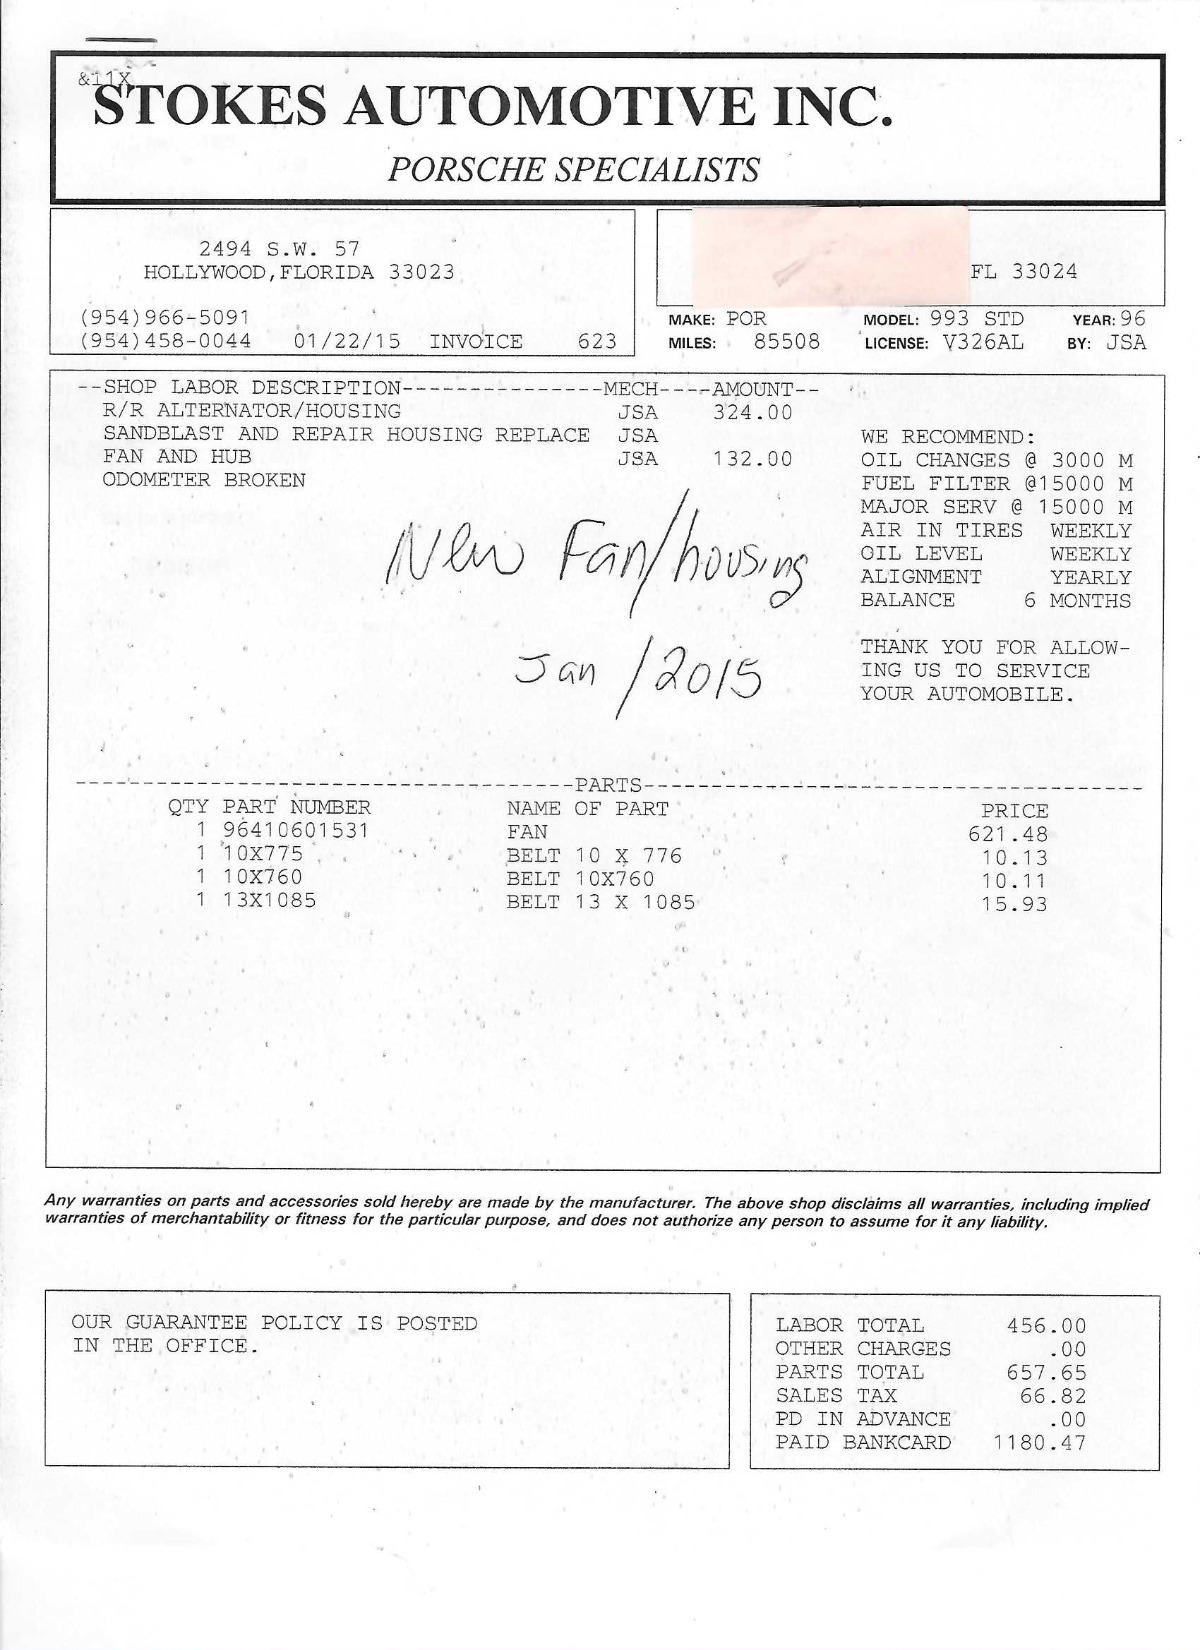 &11X
STOKES AUTOMOTIVE INC.
PORSCHE SPECIALISTS
2494 S.W. 57
HOLLYWOOD,FLORIDA 33023
(954)966-5091
(954)458-0044 01/22/15 INVOICE 623
FL 33024
MAKE: POR MODEL: 993 STD YEAR: 96
MILES: 85508 LICENSE: V326AL BY: JSA
--SHOP LABOR DESCRIPTION---------------MECH----AMOUNT--
R/R ALTERNATOR/HOUSING JSA 324.00
SANDBLAST AND REPAIR HOUSING REPLACE JSA
FAN AND HUB JSA 132.00
ODOMETER BROKEN
New Fan/housing
Jan /2015
WE RECOMMEND:
OIL CHANGES @ 3000 M
FUEL FILTER @15000 M
MAJOR SERV @ 15000 M
AIR IN TIRES WEEKLY
OIL LEVEL WEEKLY
ALIGNMENT YEARLY
BALANCE 6 MONTHS
THANK YOU FOR ALLOW-
ING US TO SERVICE
YOUR AUTOMOBILE.
-------------------------------------PARTS-------------------------------------
QTY PART NUMBER NAME OF PART PRICE
1 96410601531 FAN 621.48
1 10X775 BELT 10 X 776 10.13
1 10X760 BELT 10X760 10.11
1 13X1085 BELT 13 X 1085 15.93
Any warranties on parts and accessories sold hereby are made by the manufacturer. The above shop disclaims all warranties, including implied
warranties of merchantability or fitness for the particular purpose, and does not authorize any person to assume for it any liability.
OUR GUARANTEE POLICY IS POSTED
IN THE OFFICE.
LABOR TOTAL 456.00
OTHER CHARGES .00
PARTS TOTAL 657.65
SALES TAX 66.82
PD IN ADVANCE .00
PAID BANKCARD 1180.47